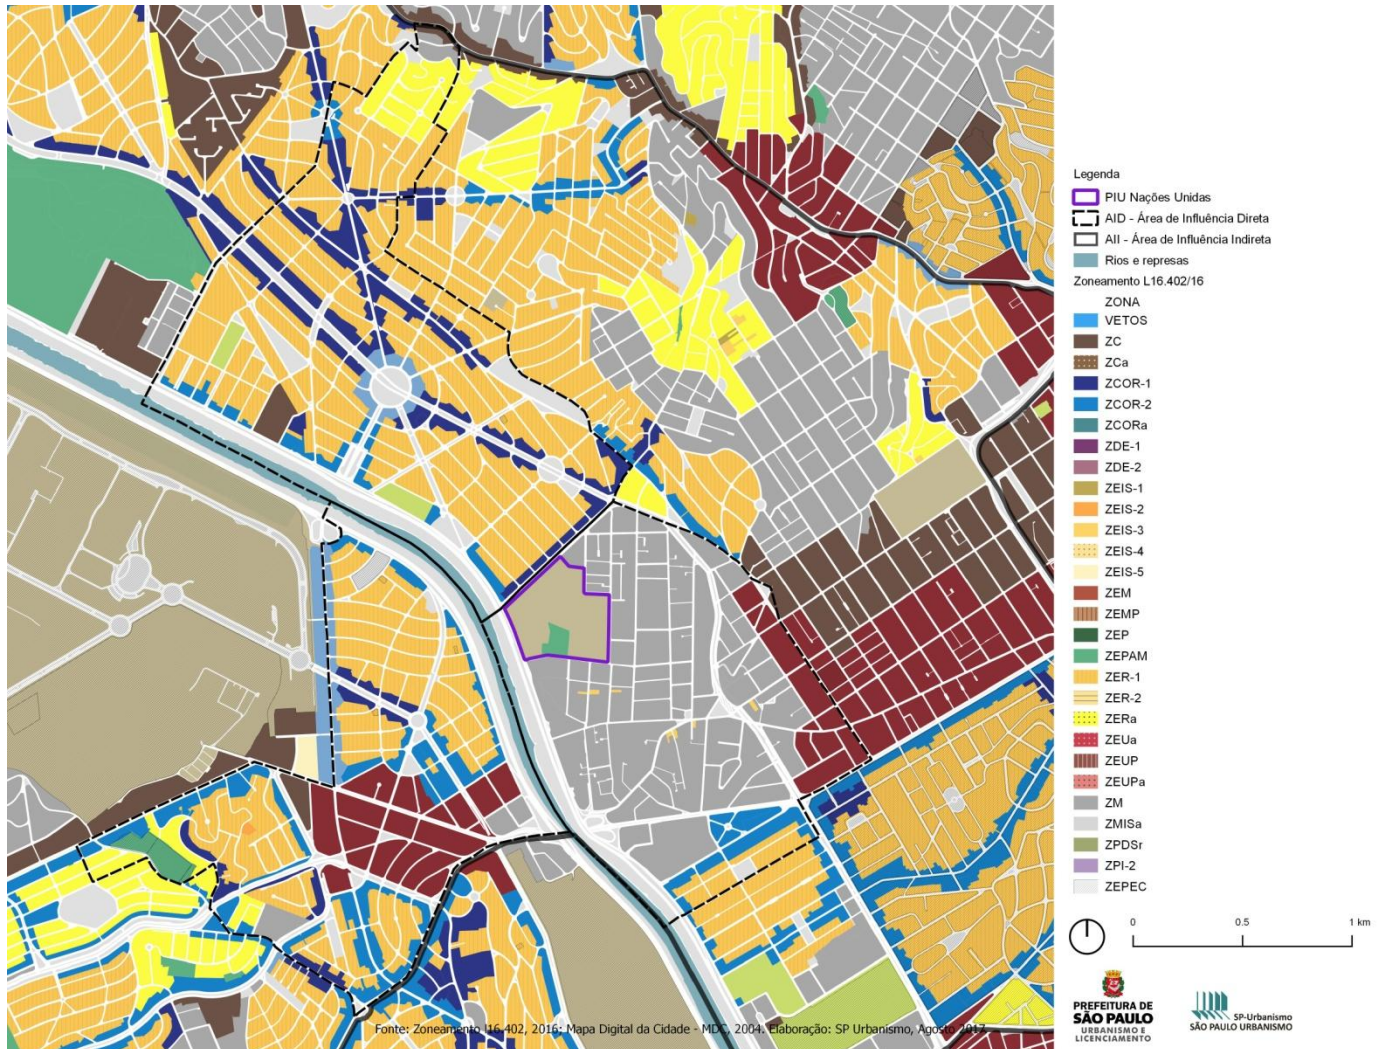 Legenda
PIU Nações Unidas
AID - Área de Influência Direta
AII - Área de Influência Indireta
Rios e represas
Zoneamento L16.402/16
ZONA
VETOS
ZC
ZCa
ZCOR-1
ZCOR-2
ZCORa
ZDE-1
ZDE-2
ZEIS-1
ZEIS-2
ZEIS-3
ZEIS-4
ZEIS-5
ZEM
ZEMP
ZEP
ZEPAM
ZER-1
ZER-2
ZERa
ZEUa
ZEUP
ZEUPa
ZM
ZMISa
ZPDSr
ZPI-2
ZEPEC
0 0.5 1 km
PREFEITURA DE
SÃO PAULO
URBANISMO E
LICENCIAMENTO
SP-Urbanismo
SÃO PAULO URBANISMO
Fonte: Zoneamento l16.402, 2016; Mapa Digital da Cidade - MDC, 2004. Elaboração: SP Urbanismo, Agosto 2017.